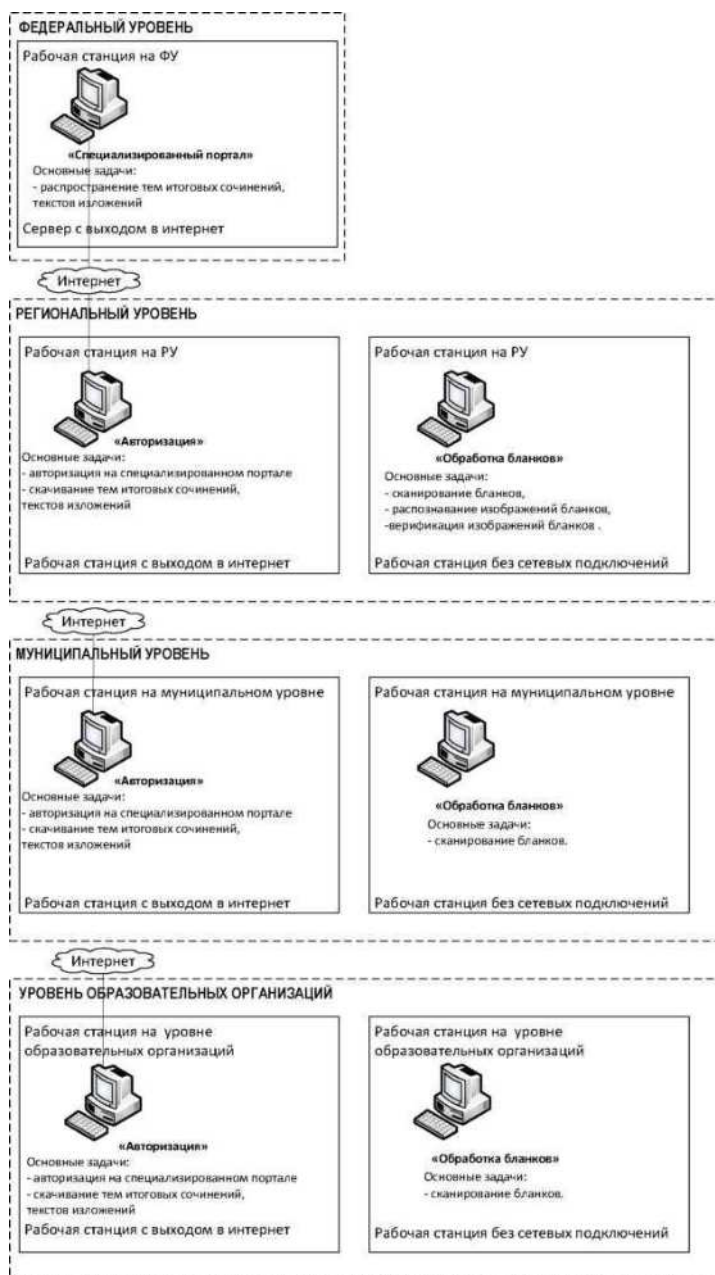 ФЕДЕРАЛЬНЫЙ УРОВЕНЬ
Рабочая станция на ФУ
«Специализированный портал»
Основные задачи:
- распространение тем итоговых сочинений,
текстов изложений
Сервер с выходом в интернет
Интернет
РЕГИОНАЛЬНЫЙ УРОВЕНЬ
Рабочая станция на РУ
«Авторизация»
Основные задачи:
- авторизация на специализированном портале
- скачивание тем итоговых сочинений,
текстов изложений
Рабочая станция с выходом в интернет
Рабочая станция на РУ
«Обработка бланков»
Основные задачи:
- сканирование бланков,
- распознавание изображений бланков,
-верификация изображений бланков .
Рабочая станция без сетевых подключений
Интернет
МУНИЦИПАЛЬНЫЙ УРОВЕНЬ
Рабочая станция на муниципальном уровне
«Авторизация»
Основные задачи:
- авторизация на специализированном портале
- скачивание тем итоговых сочинений,
текстов изложений
Рабочая станция с выходом в интернет
Рабочая станция на муниципальном уровне
«Обработка бланков»
Основные задачи:
- сканирование бланков.
Рабочая станция без сетевых подключений
Интернет
УРОВЕНЬ ОБРАЗОВАТЕЛЬНЫХ ОРГАНИЗАЦИЙ
Рабочая станция на уровне
образовательных организаций
«Авторизация»
Основные задачи:
- авторизация на специализированном портале
- скачивание тем итоговых сочинений,
текстов изложений
Рабочая станция с выходом в интернет
Рабочая станция на уровне
образовательных организаций
«Обработка бланков»
Основные задачи:
- сканирование бланков.
Рабочая станция без сетевых подключений